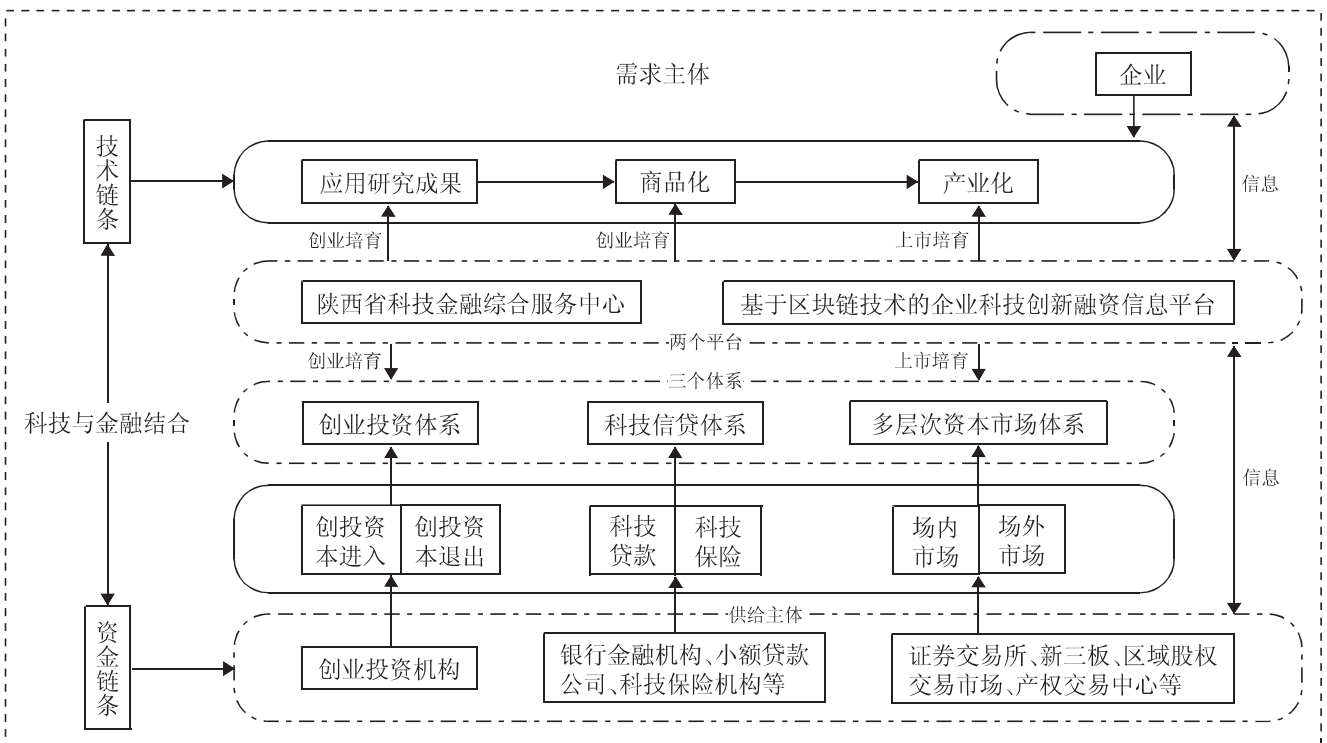 需求主体
企业
技术链条
应用研究成果
商品化
产业化
信息
创业培育
创业培育
上市培育
陕西省科技金融综合服务中心
基于区块链技术的企业科技创新融资信息平台
两个平台
创业培育
上市培育
三个体系
科技与金融结合
创业投资体系
科技信贷体系
多层次资本市场体系
信息
创投资
本进入
创投资
本退出
科技
贷款
科技
保险
场内
市场
场外
市场
供给主体
资金链条
创业投资机构
银行金融机构、小额贷款
公司、科技保险机构等
证券交易所、新三板、区域股权
交易市场、产权交易中心等